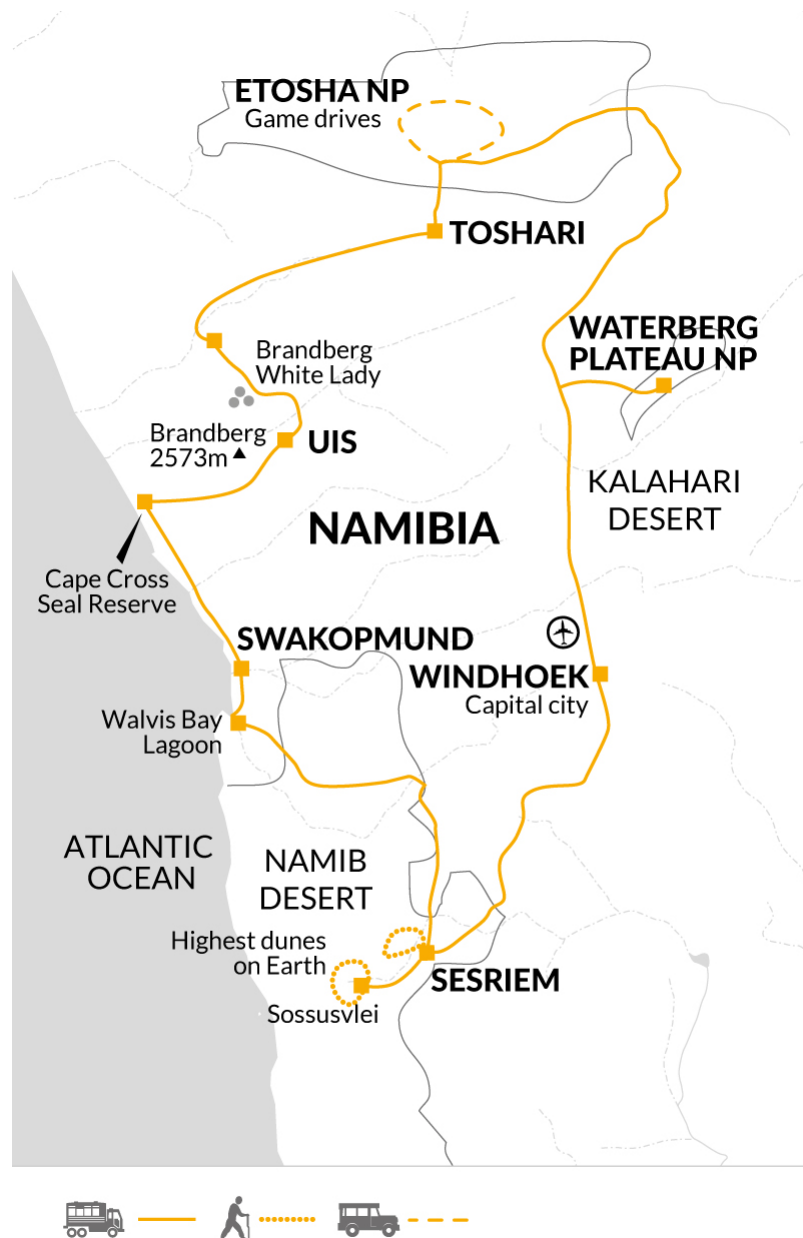 ETOSHA NP
Game drives
TOSHARI
WATERBERG
PLATEAU NP
Brandberg
White Lady
Brandberg
2573m
UIS
KALAHARI
DESERT
NAMIBIA
Cape Cross
Seal Reserve
SWAKOPMUND
WINDHOEK
Capital city
Walvis Bay
Lagoon
ATLANTIC
OCEAN
NAMIB
DESERT
Highest dunes
on Earth
SESRIEM
Sossusvlei